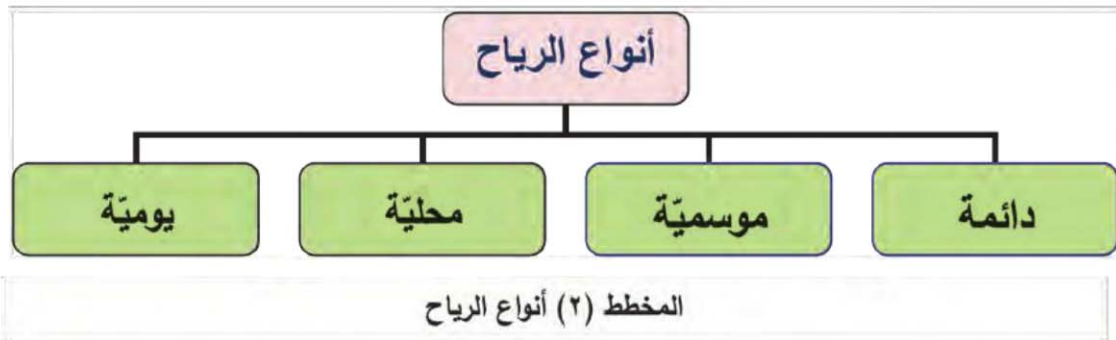 أنواع الرياح
دائمة
موسميّة
محليّة
يوميّة
المخطط (٢) أنواع الرياح